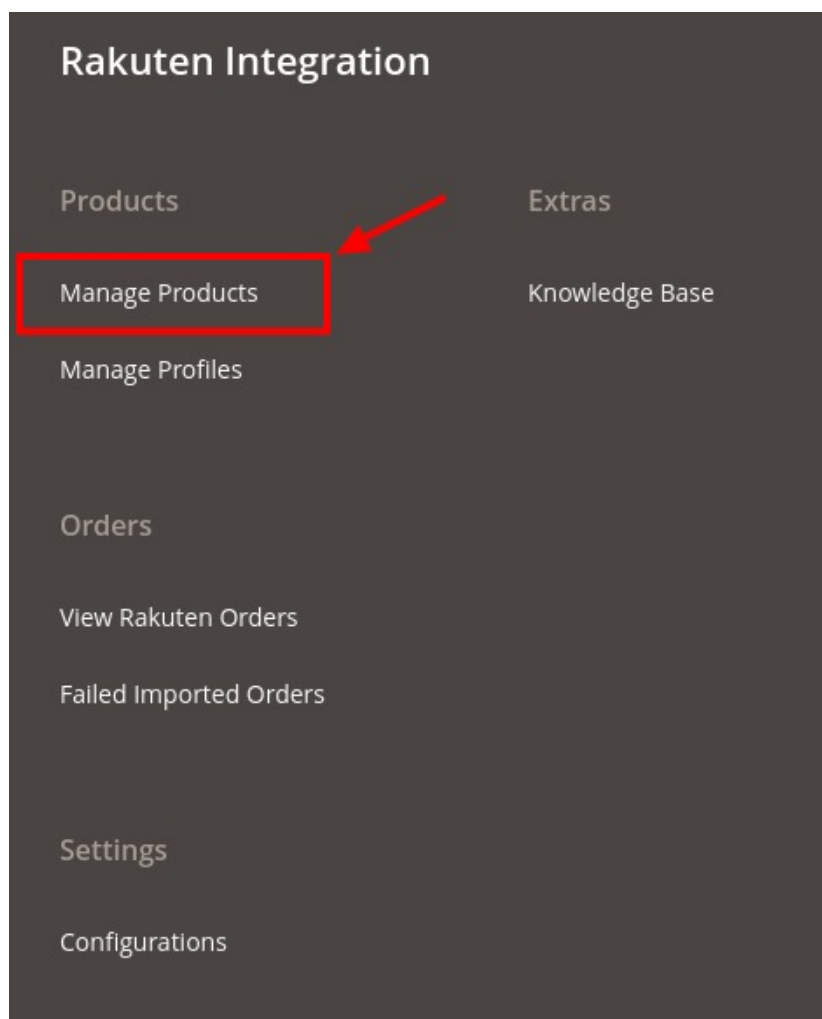 Rakuten Integration
Products
Manage Products
Manage Profiles
Orders
View Rakuten Orders
Failed Imported Orders
Settings
Configurations
Extras
Knowledge Base